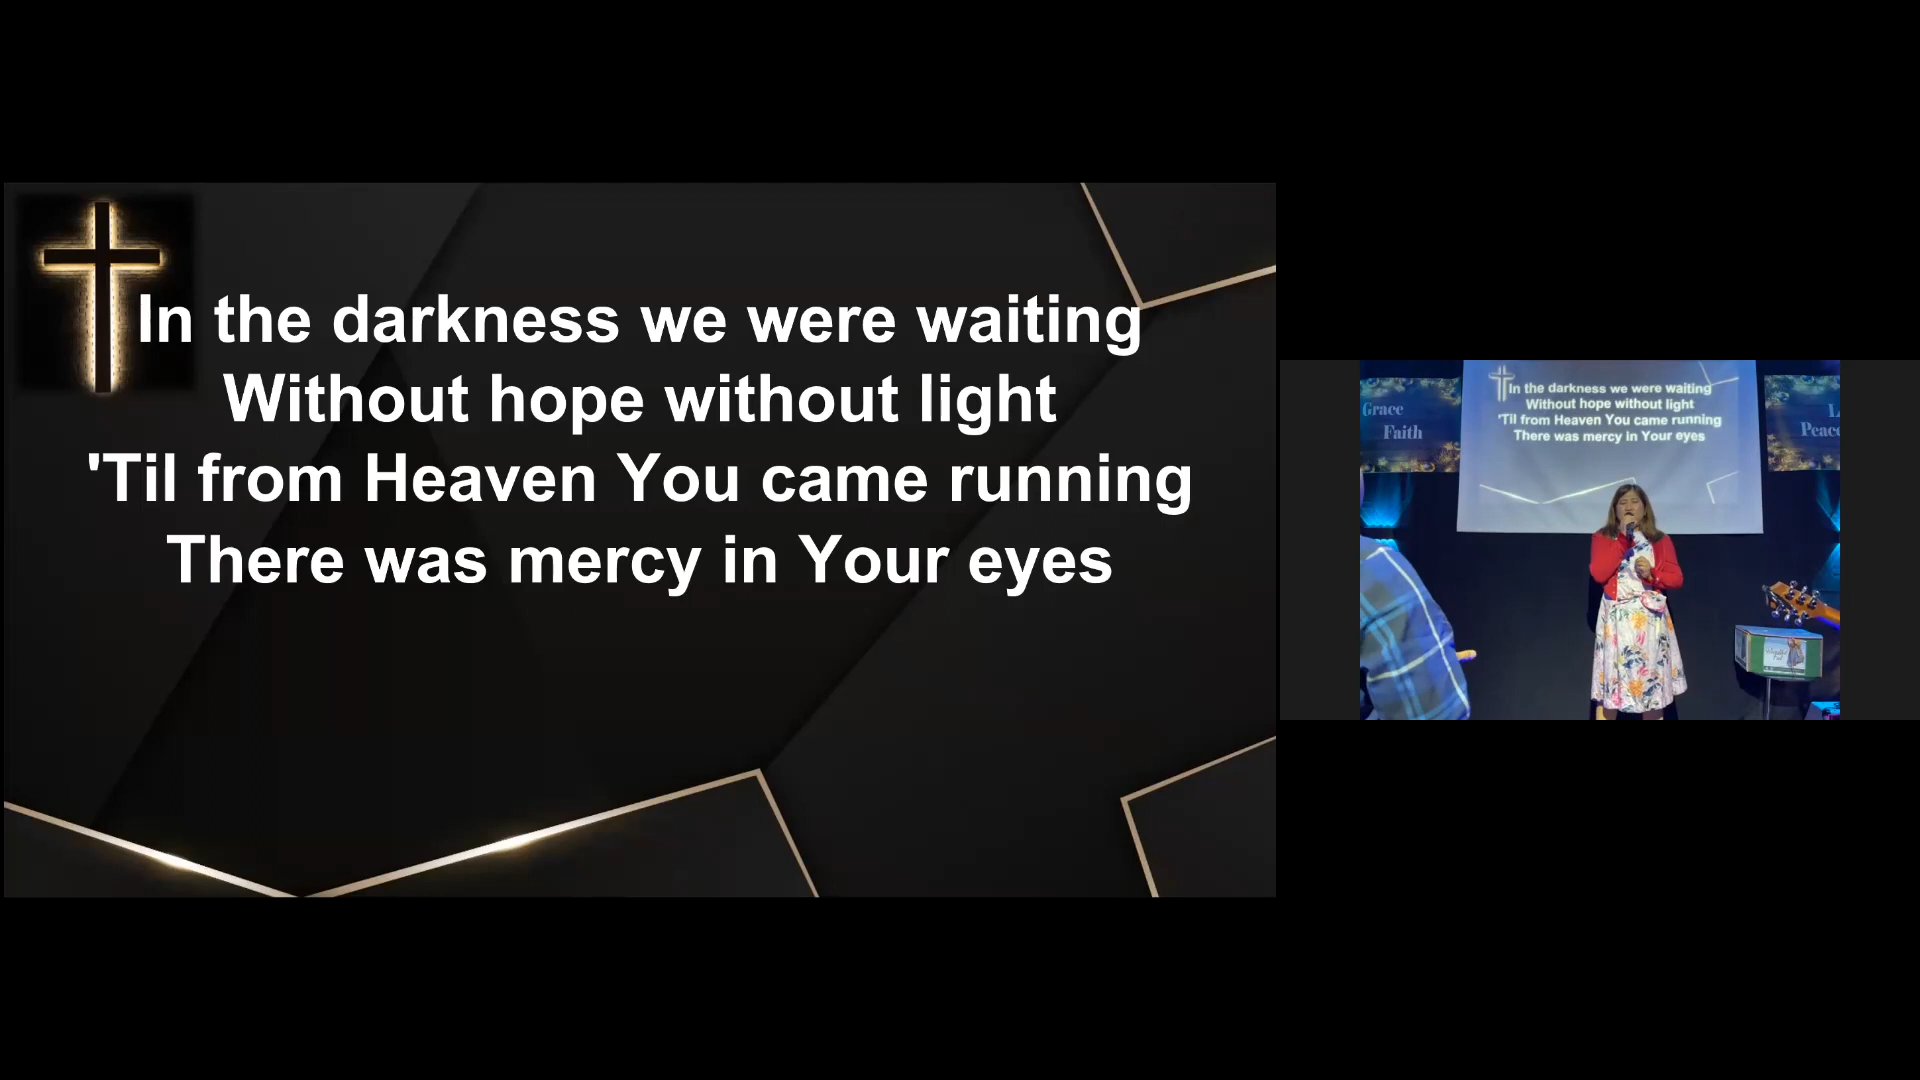 In the darkness we were waiting
Without hope without light
'Til from Heaven You came running
There was mercy in Your eyes
Grace
Faith
In the darkness we were waiting
Without hope without light
'Til from Heaven You came running
There was mercy in Your eyes
L
Peace